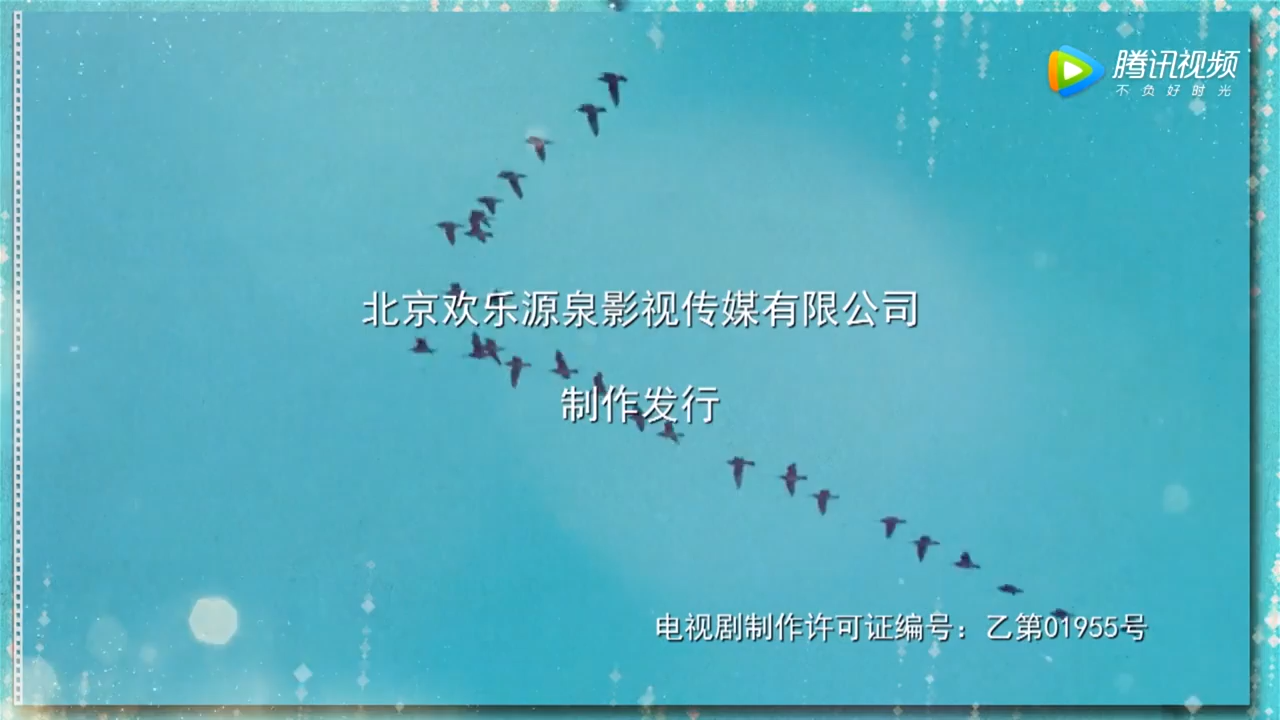 腾讯视频
不负好时光
北京欢乐源泉影视传媒有限公司
制作发行
电视剧制作许可证编号：乙第01955号